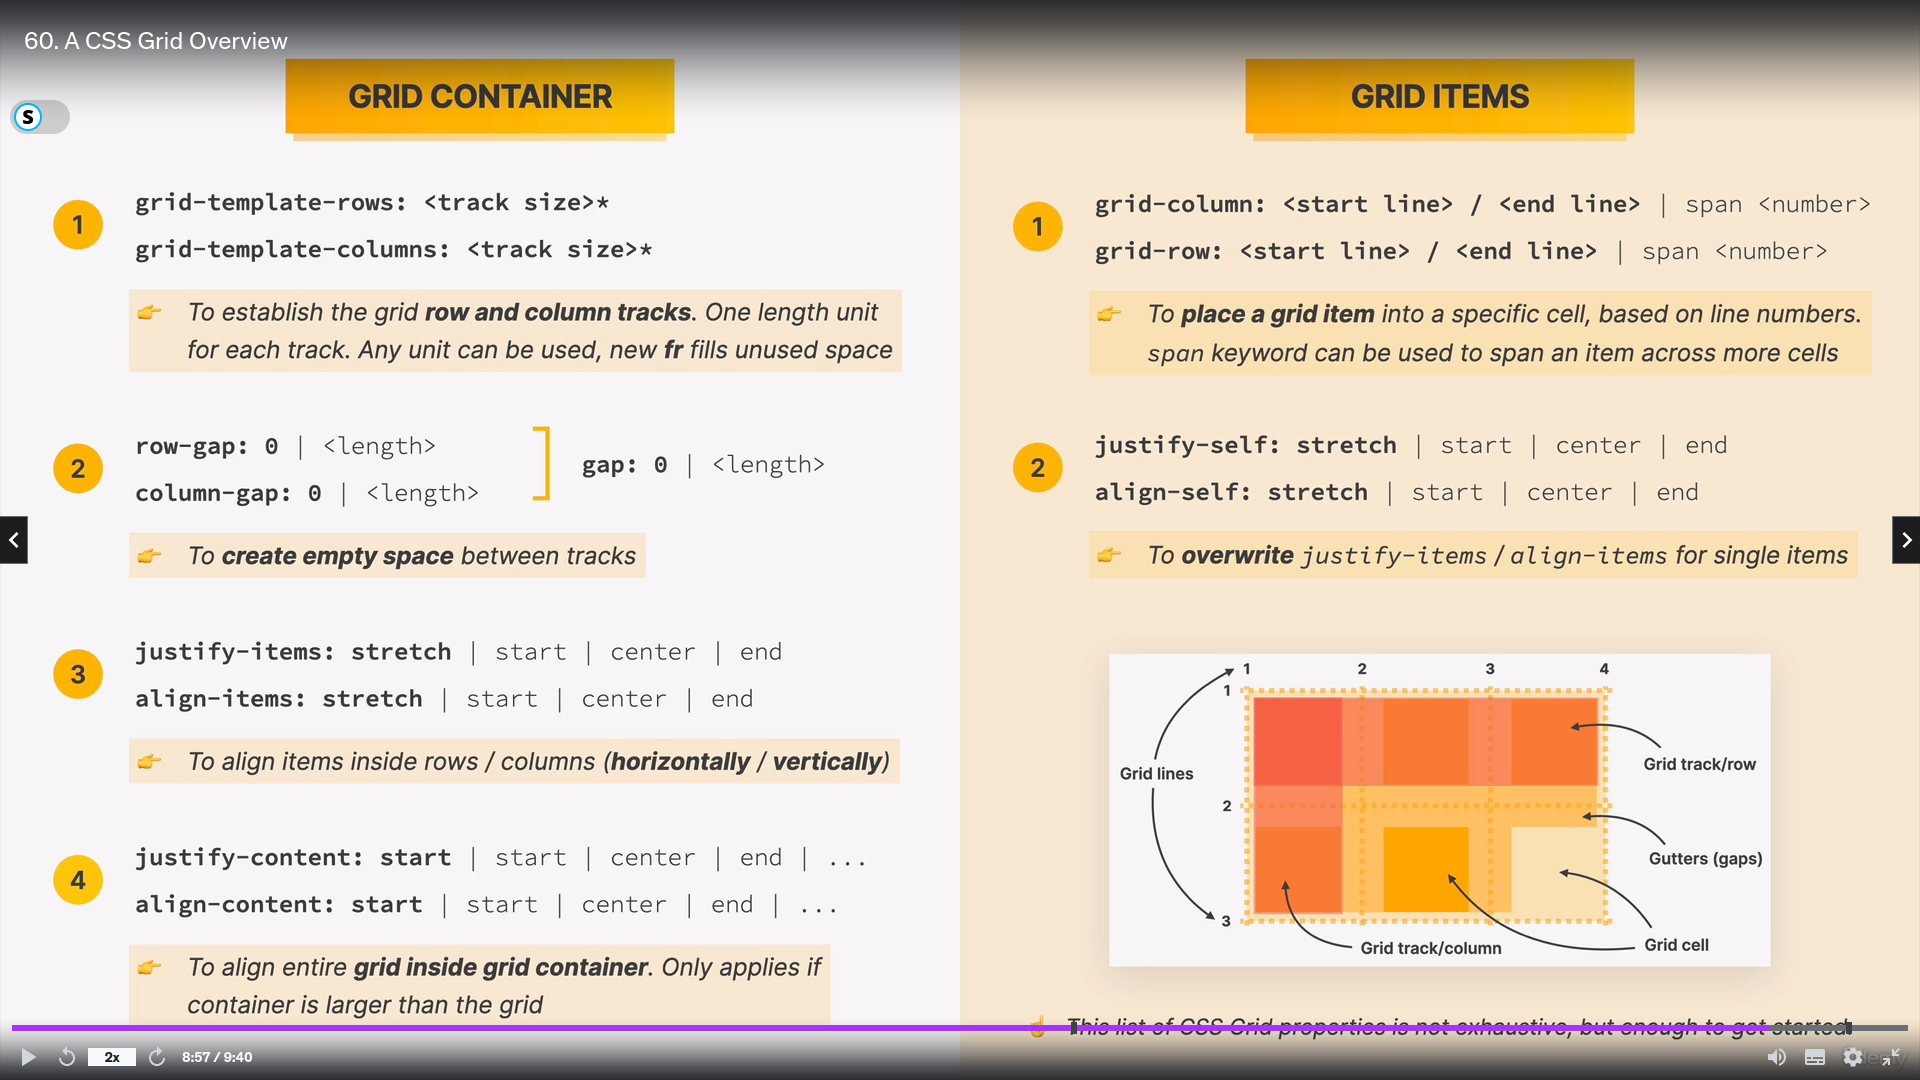 60. A CSS Grid Overview
S
GRID CONTAINER
1
grid-template-rows: <track size>*
grid-template-columns: <track size>*
To establish the grid row and column tracks. One length unit
for each track. Any unit can be used, new fr fills unused space
2
row-gap: 0 | <length>
column-gap: 0 | <length>
gap: 0 | <length>
To create empty space between tracks
3
justify-items: stretch | start | center | end
align-items: stretch | start | center | end
To align items inside rows / columns (horizontally / vertically)
4
justify-content: start | start | center | end | ...
align-content: start | start | center | end | ...
To align entire grid inside grid container. Only applies if
container is larger than the grid
GRID ITEMS
1
grid-column: <start line> / <end line> | span <number>
grid-row: <start line> / <end line> | span <number>
To place a grid item into a specific cell, based on line numbers.
span keyword can be used to span an item across more cells
2
justify-self: stretch | start | center | end
align-self: stretch | start | center | end
To overwrite justify-items / align-items for single items
1 2 3 4
1
Grid track/row
Grid lines
2
Gutters (gaps)
3
Grid track/column
Grid cell
This list of CSS Grid properties is not exhaustive, but enough to get started
2x
8:57 / 9:40